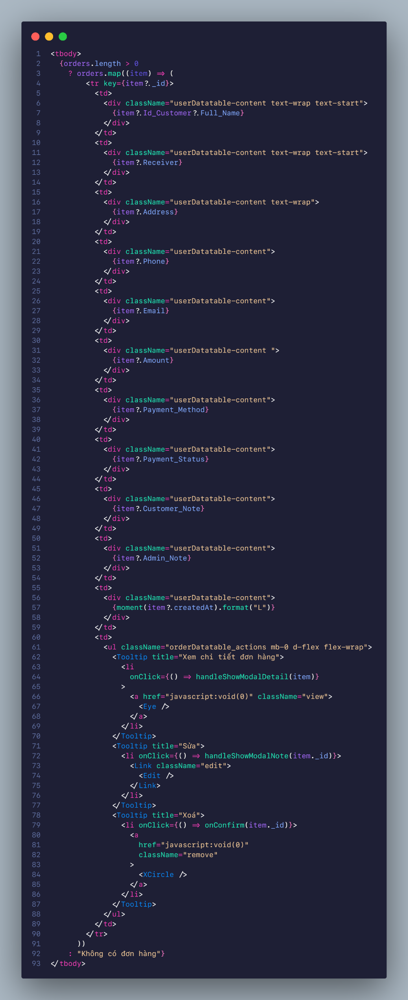 1 <tbody>
2 {orders.length > 0
3 ? orders.map((item) => (
4 <tr key={item?._id}>
5 <td>
6 <div className="userDatatable-content text-wrap text-start">
7 {item?.Id_Customer?.Full_Name}
8 </div>
9 </td>
10 <td>
11 <div className="userDatatable-content text-wrap text-start">
12 {item?.Receiver}
13 </div>
14 </td>
15 <td>
16 <div className="userDatatable-content text-wrap">
17 {item?.Address}
18 </div>
19 </td>
20 <td>
21 <div className="userDatatable-content">
22 {item?.Phone}
23 </div>
24 </td>
25 <td>
26 <div className="userDatatable-content">
27 {item?.Email}
28 </div>
29 </td>
30 <td>
31 <div className="userDatatable-content ">
32 {item?.Amount}
33 </div>
34 </td>
35 <td>
36 <div className="userDatatable-content">
37 {item?.Payment_Method}
38 </div>
39 </td>
40 <td>
41 <div className="userDatatable-content">
42 {item?.Payment_Status}
43 </div>
44 </td>
45 <td>
46 <div className="userDatatable-content">
47 {item?.Customer_Note}
48 </div>
49 </td>
50 <td>
51 <div className="userDatatable-content">
52 {item?.Admin_Note}
53 </div>
54 </td>
55 <td>
56 <div className="userDatatable-content">
57 {moment(item?.createdAt).format("L")}
58 </div>
59 </td>
60 <td>
61 <ul className="orderDatatable_actions mb-0 d-flex flex-wrap">
62 <Tooltip title="Xem chi tiết đơn hàng">
63 <li
64 onClick={() => handleShowModalDetail(item)}
65 >
66 <a href="javascript:void(0)" className="view">
67 <Eye />
68 </a>
69 </li>
70 </Tooltip>
71 <Tooltip title="Sửa">
72 <li onClick={() => handleShowModalNote(item._id)}>
73 <Link className="edit">
74 <Edit />
75 </Link>
76 </li>
77 </Tooltip>
78 <Tooltip title="Xoá">
79 <li onClick={() => onConfirm(item._id)}>
80 <a
81 href="javascript:void(0)"
82 className="remove"
83 >
84 <XCircle />
85 </a>
86 </li>
87 </Tooltip>
88 </ul>
89 </td>
90 </tr>
91 ))
92 : "Không có đơn hàng"}
93 </tbody>